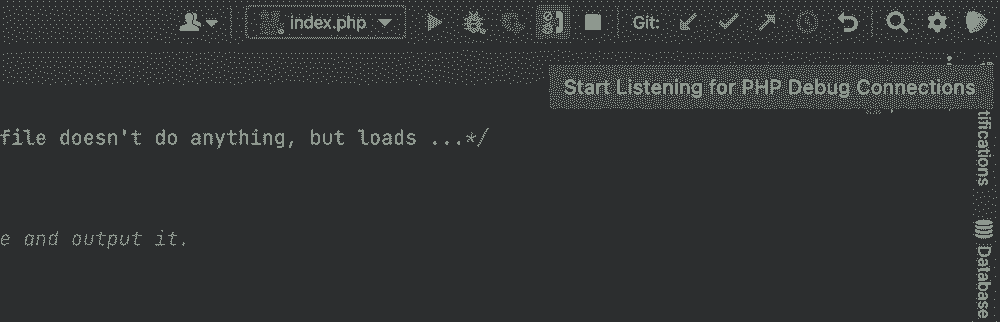 index.php
Git:
Start Listening for PHP Debug Connections
file doesn't do anything, but loads ...*/
tifications
e and output it.
Database